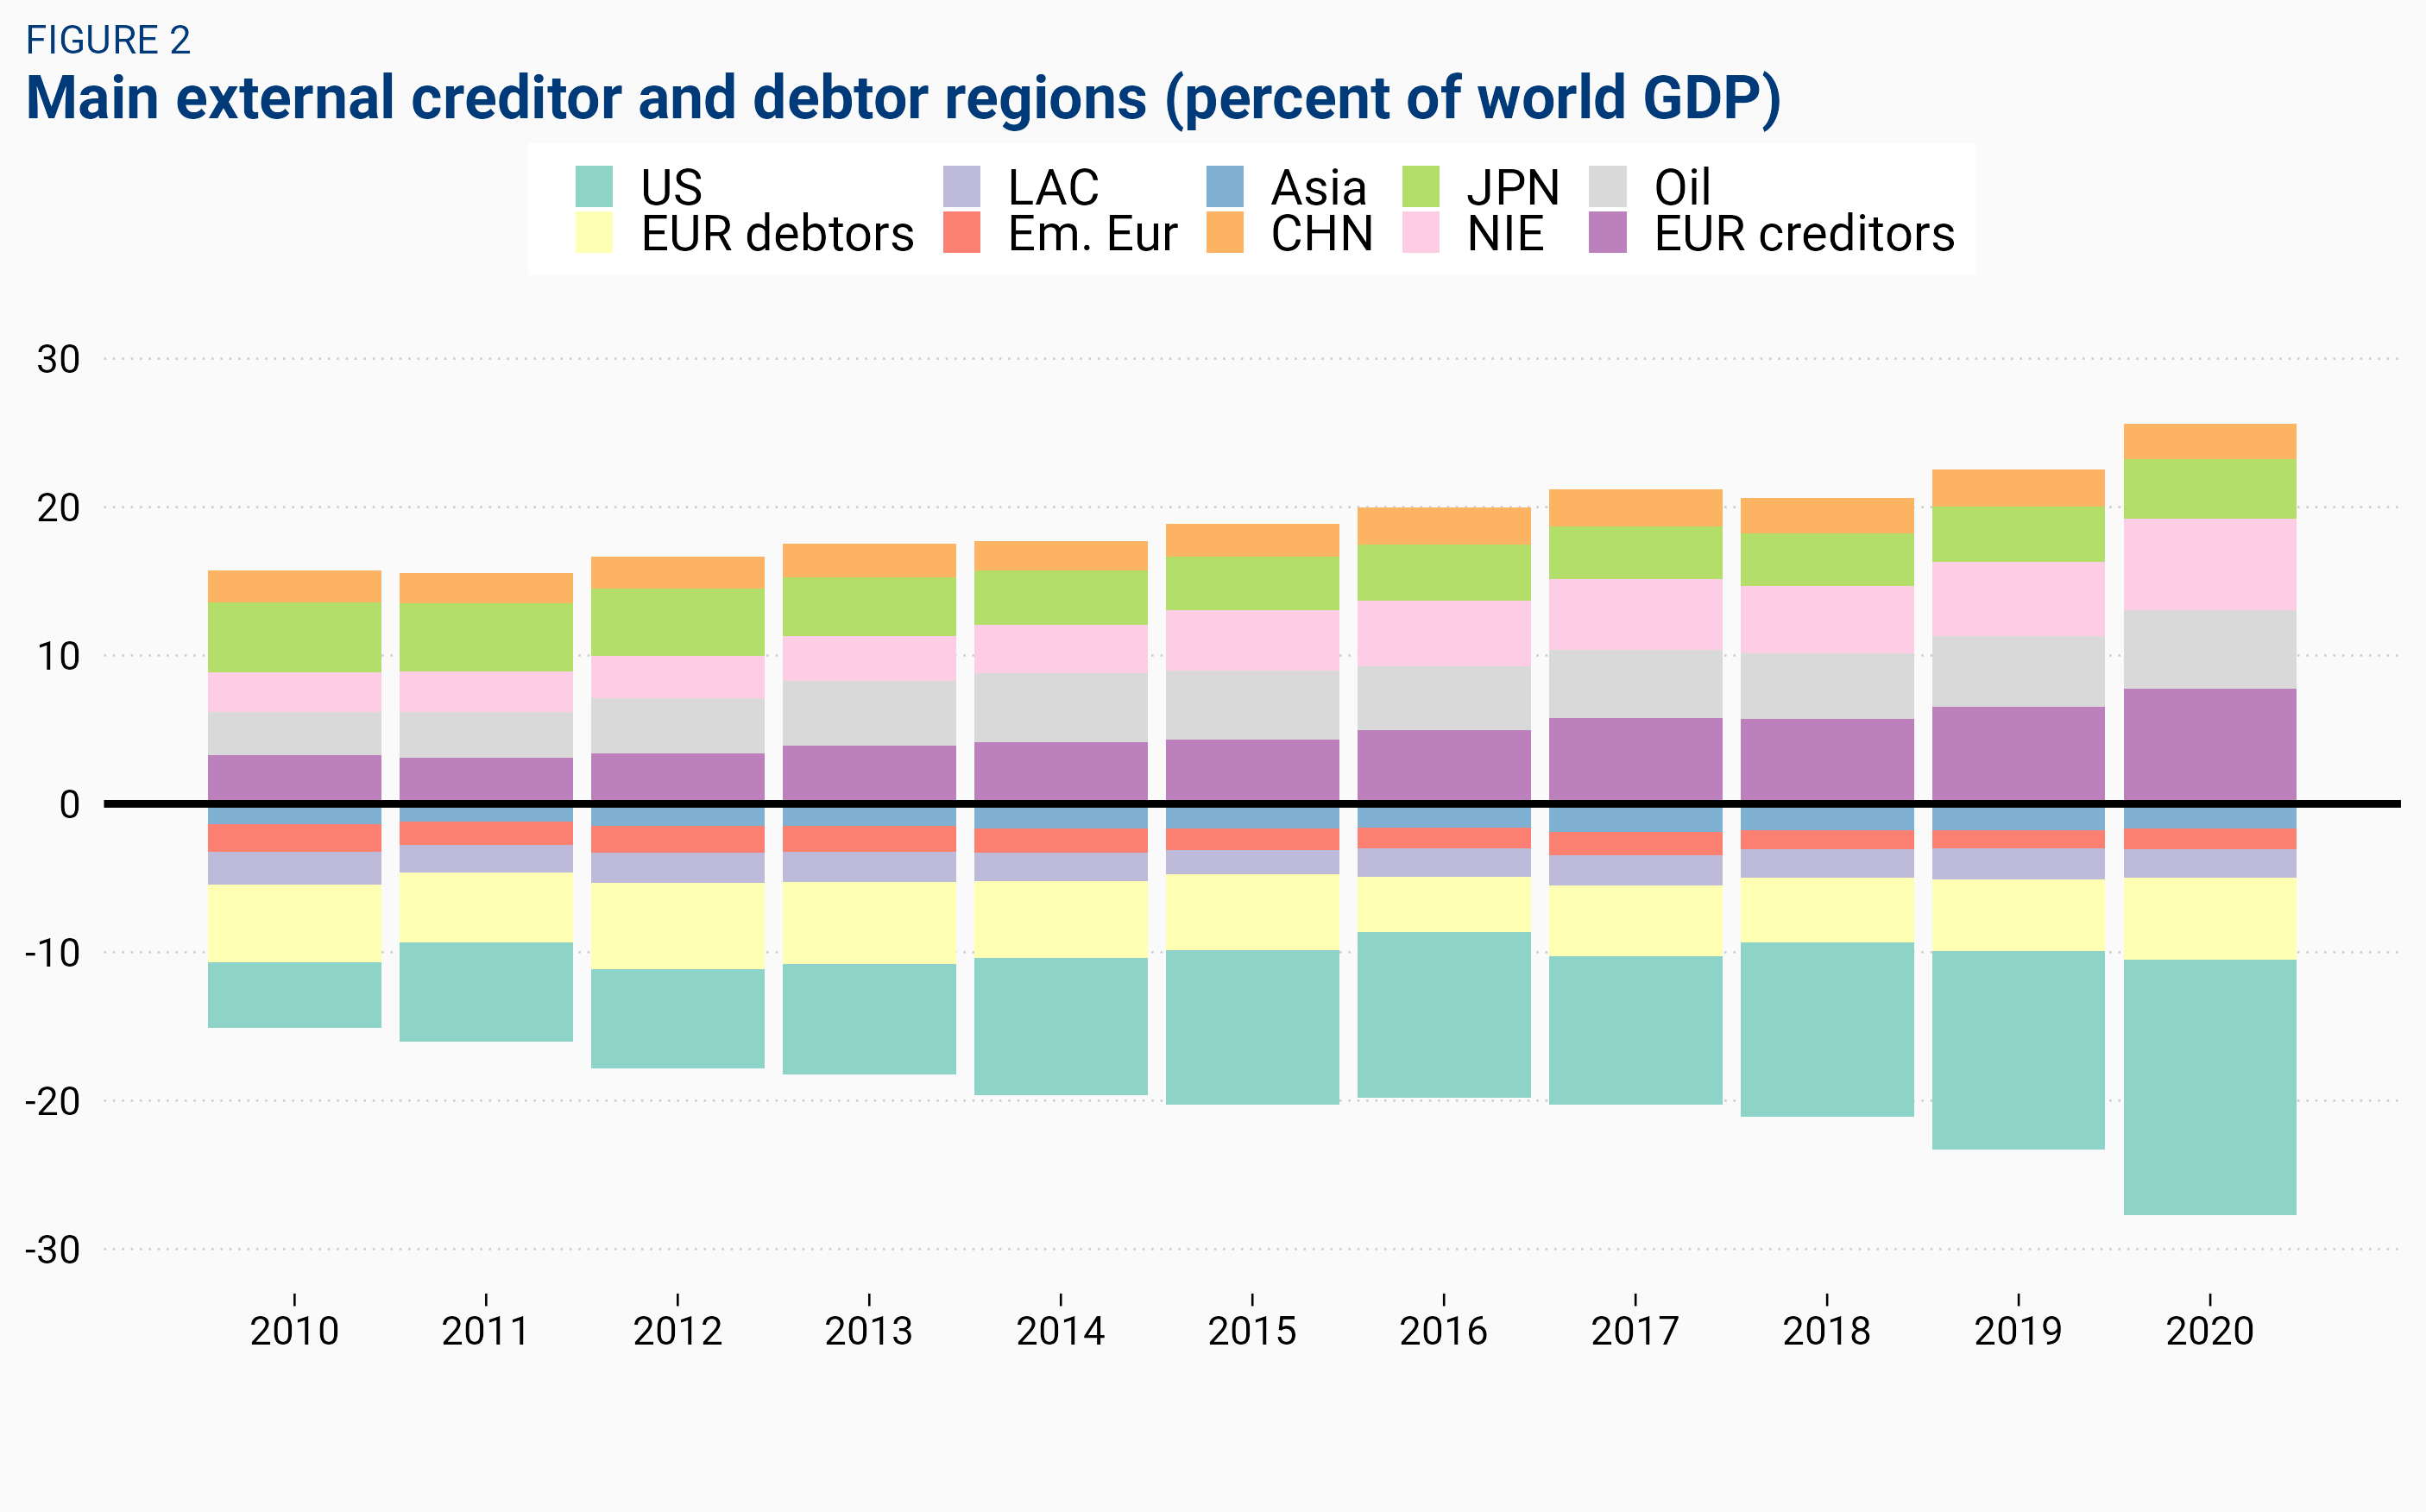 FIGURE 2
Main external creditor and debtor regions (percent of world GDP)
US LAC Asia JPN Oil
EUR debtors Em. Eur CHN NIE EUR creditors
30
20
10
0
-10
-20
-30
2010 2011 2012 2013 2014 2015 2016 2017 2018 2019 2020